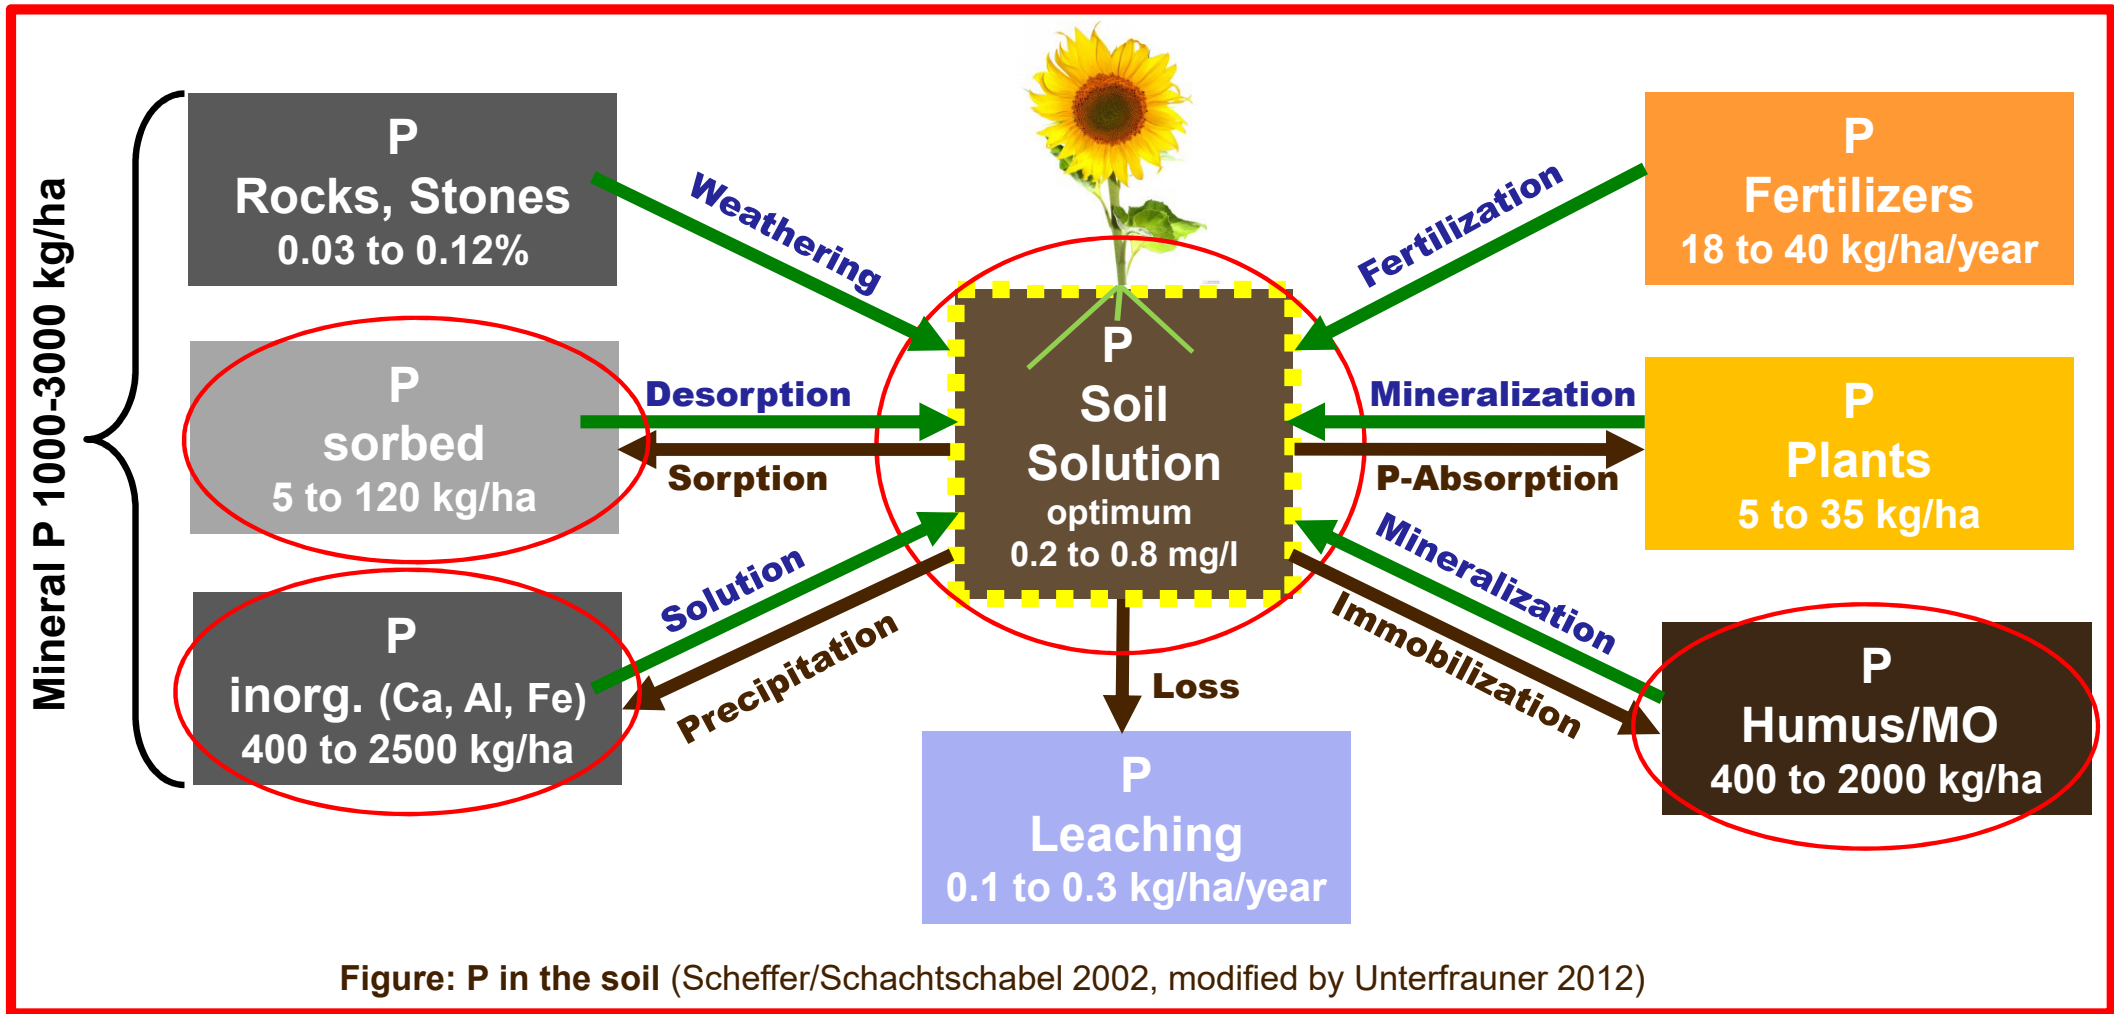 Mineral P 1000-3000 kg/ha
P
Rocks, Stones
0.03 to 0.12%
Weathering
P
sorbed
5 to 120 kg/ha
Desorption
Sorption
P
inorg. (Ca, Al, Fe)
400 to 2500 kg/ha
Solution
Precipitation
P
Soil
Solution
optimum
0.2 to 0.8 mg/l
Loss
P
Leaching
0.1 to 0.3 kg/ha/year
Fertilization
P
Fertilizers
18 to 40 kg/ha/year
Mineralization
P-Absorption
P
Plants
5 to 35 kg/ha
Mineralization
Immobilization
P
Humus/MO
400 to 2000 kg/ha
Figure: P in the soil (Scheffer/Schachtschabel 2002, modified by Unterfrauner 2012)